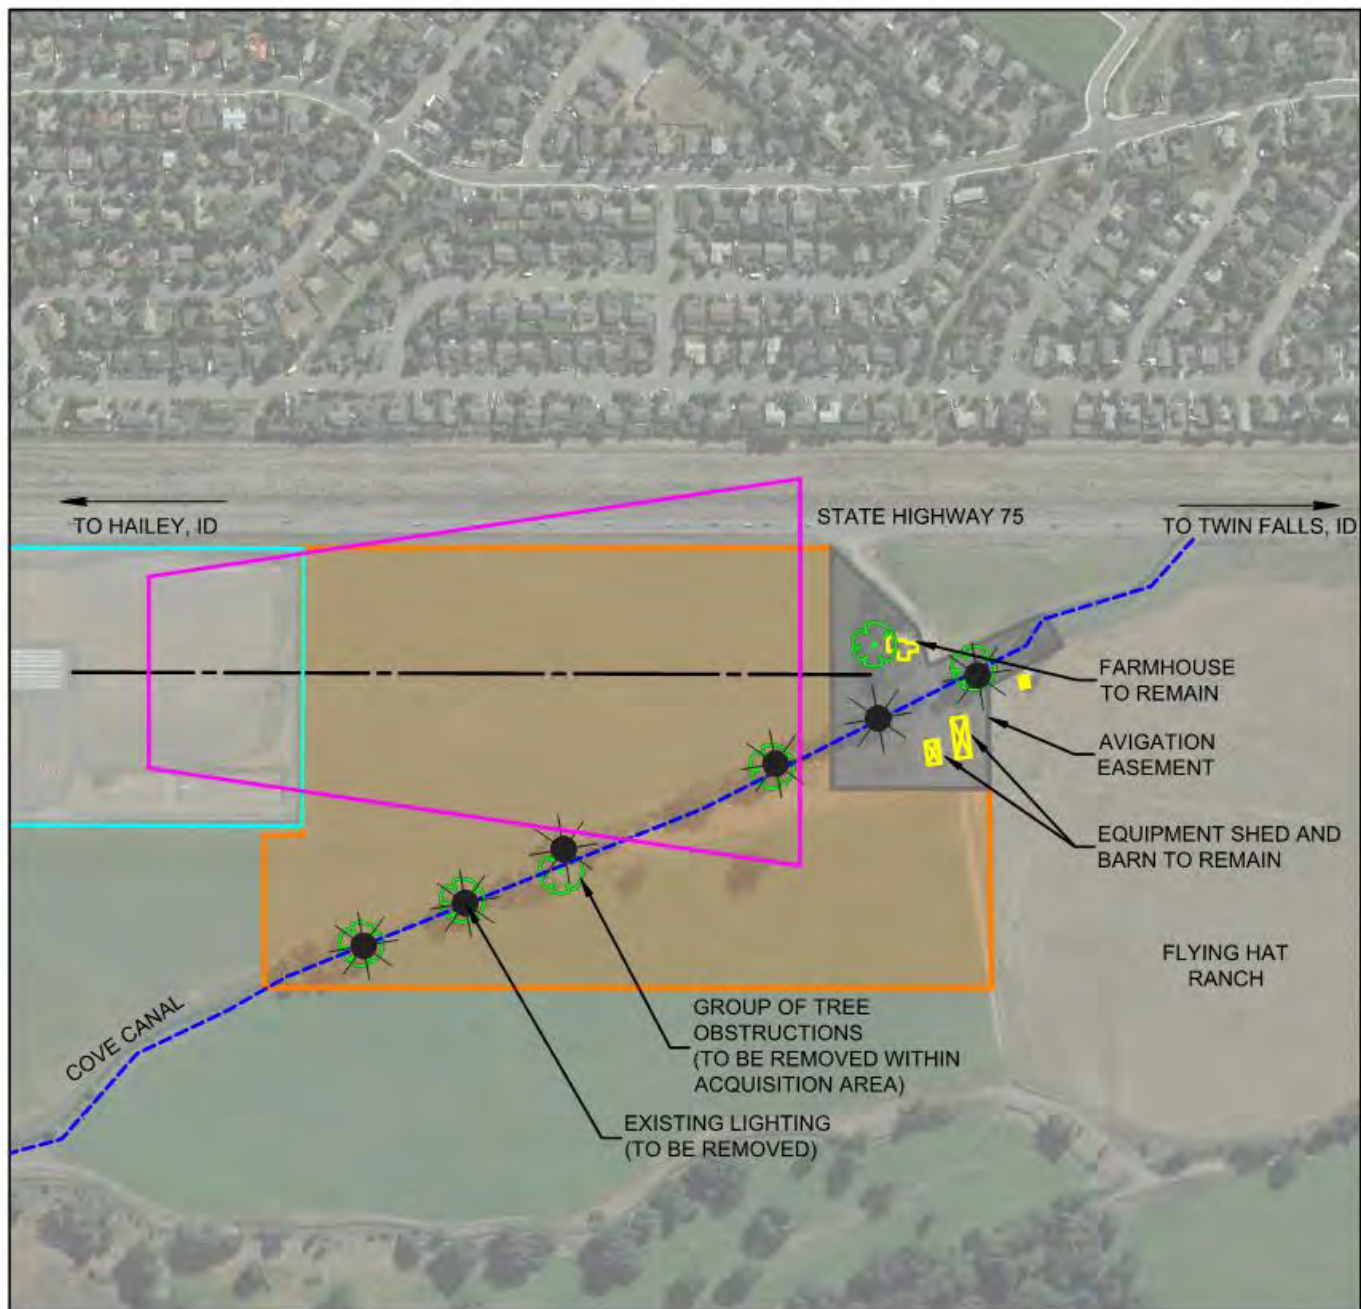 STATE HIGHWAY 75
TO HAILEY, ID
TO TWIN FALLS, ID
FARMHOUSE
TO REMAIN
AVIGATION
EASEMENT
EQUIPMENT SHED AND
BARN TO REMAIN
FLYING HAT
RANCH
COVE CANAL
GROUP OF TREE
OBSTRUCTIONS
(TO BE REMOVED WITHIN
ACQUISITION AREA)
EXISTING LIGHTING
(TO BE REMOVED)